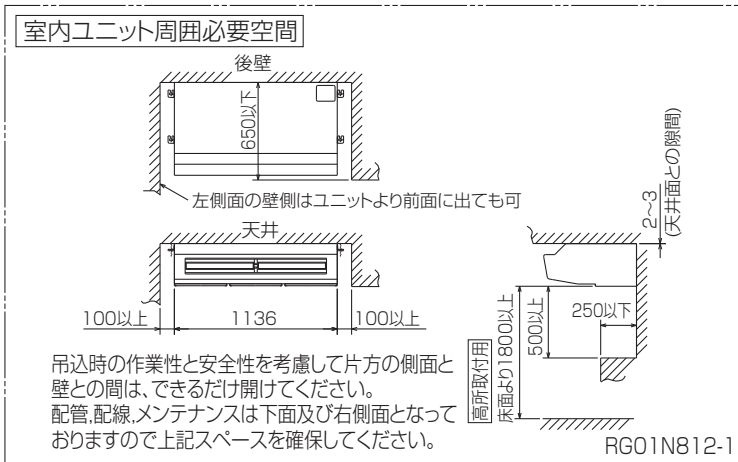 室内ユニット周囲必要空間
後壁
650以下
左側面の壁側はユニットより前面に出ても可
天井
100以上
1136
100以上
2~3
(天井面との隙間)
高所取付用
床面より1800以上
500以上
250以下
吊込時の作業性と安全性を考慮して片方の側面と
壁との間は、できるだけ開けてください。
配管,配線,メンテナンスは下面及び右側面となって
おりますので上記スペースを確保してください。
RG01N812-1